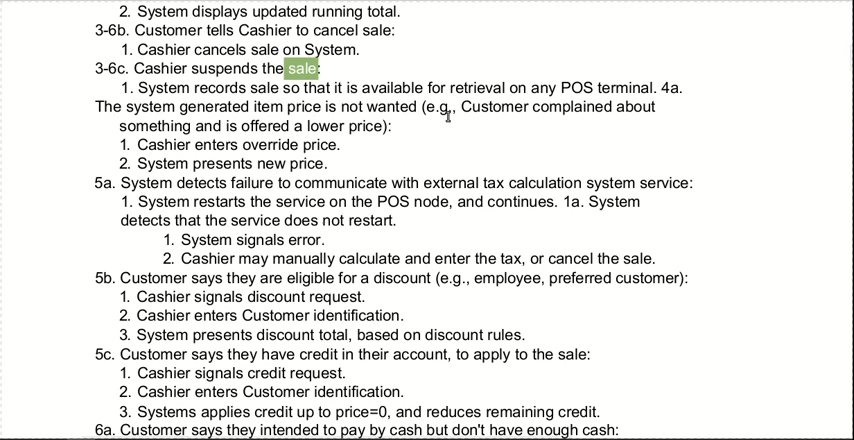 2. System displays updated running total.
3-6b. Customer tells Cashier to cancel sale:
1. Cashier cancels sale on System.
3-6c. Cashier suspends the sale:
1. System records sale so that it is available for retrieval on any POS terminal. 4a.
The system generated item price is not wanted (e.g., Customer complained about
something and is offered a lower price):
1. Cashier enters override price.
2. System presents new price.
5a. System detects failure to communicate with external tax calculation system service:
1. System restarts the service on the POS node, and continues. 1a. System
detects that the service does not restart.
1. System signals error.
2. Cashier may manually calculate and enter the tax, or cancel the sale.
5b. Customer says they are eligible for a discount (e.g., employee, preferred customer):
1. Cashier signals discount request.
2. Cashier enters Customer identification.
3. System presents discount total, based on discount rules.
5c. Customer says they have credit in their account, to apply to the sale:
1. Cashier signals credit request.
2. Cashier enters Customer identification.
3. Systems applies credit up to price=0, and reduces remaining credit.
6a. Customer says they intended to pay by cash but don't have enough cash: